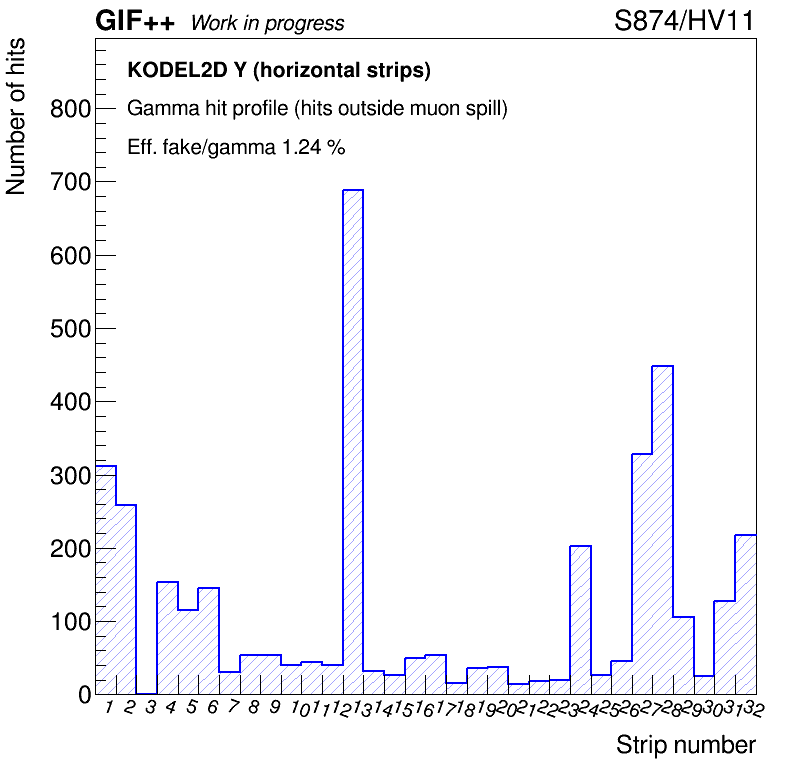 GIF++ Work in progress S874/HV11
Number of hits
KODEL2D Y (horizontal strips)
Gamma hit profile (hits outside muon spill)
Eff. fake/gamma 1.24 %
800
700
600
500
400
300
200
100
0
1 2 3 4 5 6 7 8 9 10 11 12 13 14 15 16 17 18 19 20 21 22 23 24 25 26 27 28 29 30 31 32
Strip number